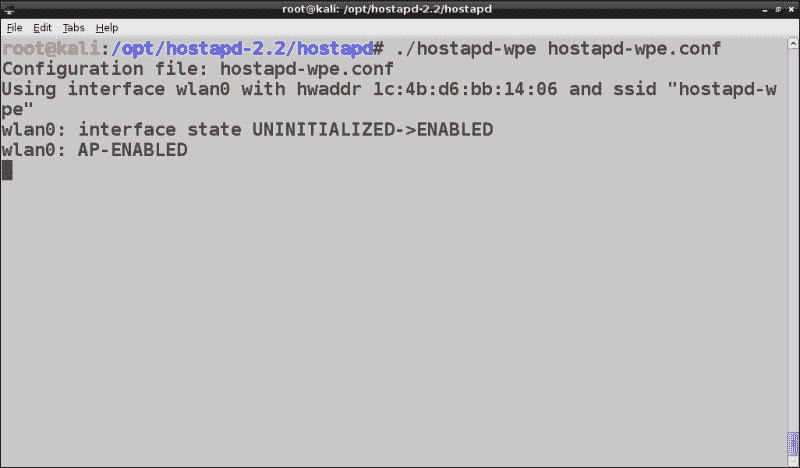 root@kali: /opt/hostapd-2.2/hostapd
File Edit Tabs Help
root@kali:/opt/hostapd-2.2/hostapd# ./hostapd-wpe hostapd-wpe.conf
Configuration file: hostapd-wpe.conf
Using interface wlan0 with hwaddr 1c:4b:d6:bb:14:06 and ssid "hostapd-w
pe"
wlan0: interface state UNINITIALIZED->ENABLED
wlan0: AP-ENABLED